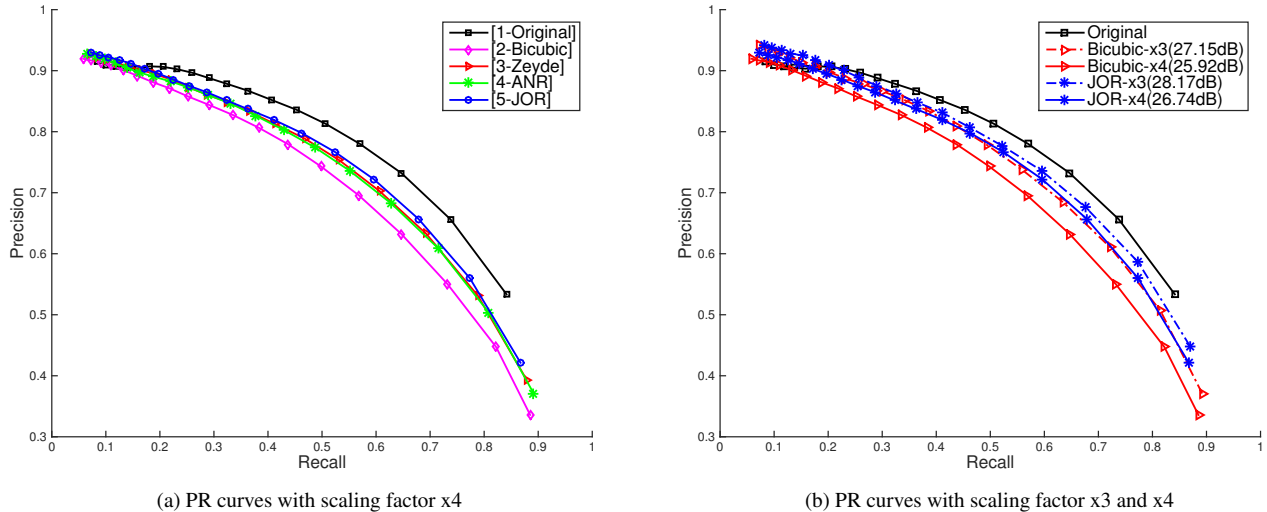 1
0.9
0.8
0.7
0.6
0.5
0.4
0.3
Precision
0 0.1 0.2 0.3 0.4 0.5 0.6 0.7 0.8 0.9 1
Recall
[1-Original]
[2-Bicubic]
[3-Zeyde]
[4-ANR]
[5-JOR]
(a) PR curves with scaling factor x4
1
0.9
0.8
0.7
0.6
0.5
0.4
0.3
Precision
0 0.1 0.2 0.3 0.4 0.5 0.6 0.7 0.8 0.9 1
Recall
Original
Bicubic-x3(27.15dB)
Bicubic-x4(25.92dB)
JOR-x3(28.17dB)
JOR-x4(26.74dB)
(b) PR curves with scaling factor x3 and x4